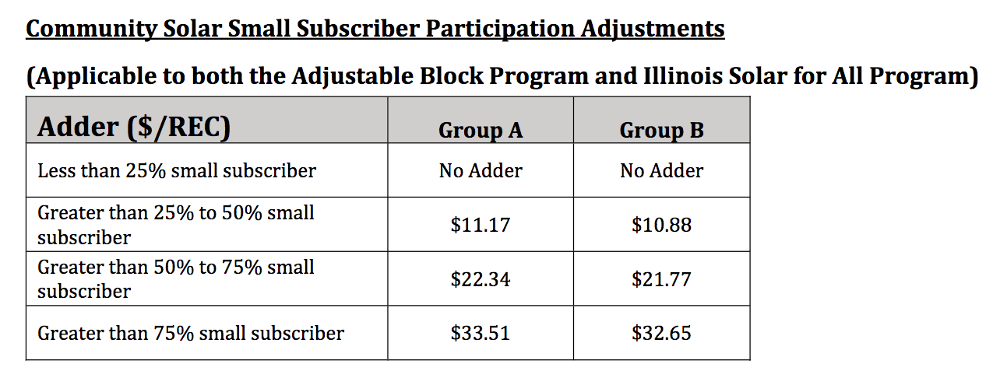 Community Solar Small Subscriber Participation Adjustments
(Applicable to both the Adjustable Block Program and Illinois Solar for All Program)
Adder ($/REC) Group A Group B
Less than 25% small subscriber No Adder No Adder
Greater than 25% to 50% small
subscriber $11.17 $10.88
Greater than 50% to 75% small
subscriber $22.34 $21.77
Greater than 75% small subscriber $33.51 $32.65